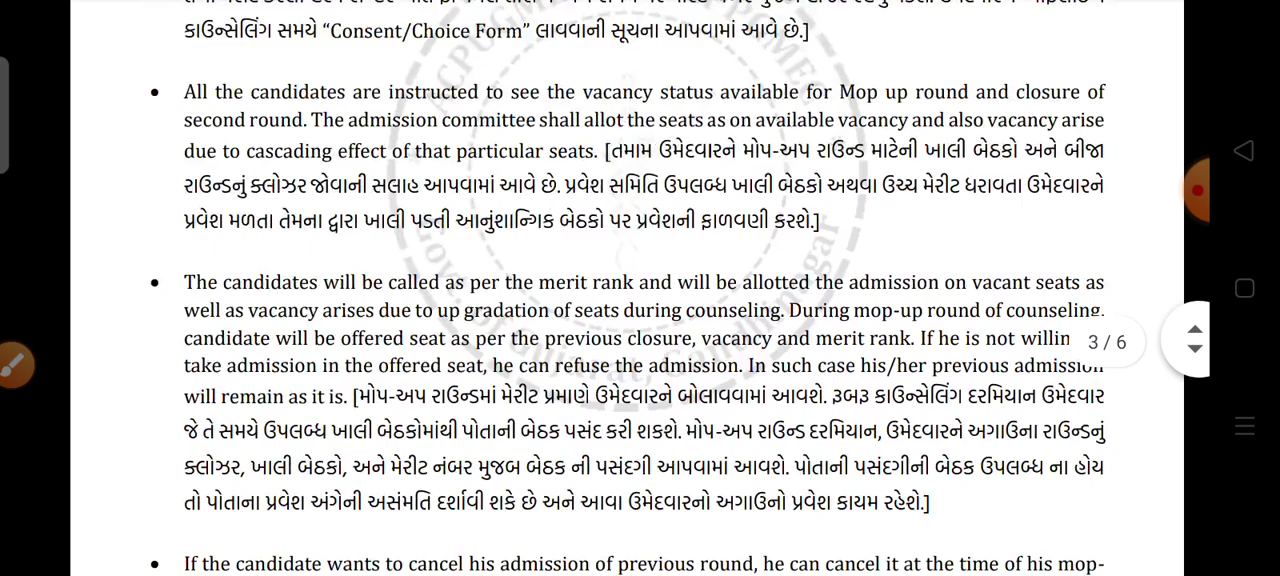 કાઉન્સેલિંગ સમયે “Consent/Choice Form” લાવવાની સૂચના આપવામાં આવે છે.]
• All the candidates are instructed to see the vacancy status available for Mop up round and closure of
second round. The admission committee shall allot the seats as on available vacancy and also vacancy arise
due to cascading effect of that particular seats. [તમામ ઉમેદવારને મોપ-અપ રાઉન્ડ માટેની ખાલી બેઠકો અને બીજા
રાઉન્ડનું ક્લોઝર જોવાની સલાહ આપવામાં આવે છે. પ્રવેશ સમિતિ ઉપલબ્ધ ખાલી બેઠકો અથવા ઉચ્ચ મેરીટ ધરાવતા ઉમેદવારને
પ્રવેશ મળતા તેમના દ્વારા ખાલી પડતી આનુંશાન્ગિક બેઠકો પર પ્રવેશની ફાળવણી કરશે.]
• The candidates will be called as per the merit rank and will be allotted the admission on vacant seats as
well as vacancy arises due to up gradation of seats during counseling. During mop-up round of counseling,
candidate will be offered seat as per the previous closure, vacancy and merit rank. If he is not willin
3 / 6
take admission in the offered seat, he can refuse the admission. In such case his/her previous admission
will remain as it is. [મોપ-અપ રાઉન્ડમાં મેરીટ પ્રમાણે ઉમેદવારને બોલાવવામાં આવશે. રૂબરૂ કાઉન્સેલિંગ દરમિયાન ઉમેદવાર
જે તે સમયે ઉપલબ્ધ ખાલી બેઠકોમાંથી પોતાની બેઠક પસંદ કરી શકશે. મોપ-અપ રાઉન્ડ દરમિયાન, ઉમેદવારને અગાઉના રાઉન્ડનું
ક્લોઝર, ખાલી બેઠકો, અને મેરીટ નંબર મુજબ બેઠક ની પસંદગી આપવામાં આવશે. પોતાની પસંદગીની બેઠક ઉપલબ્ધ ના હોય
તો પોતાના પ્રવેશ અંગેની અસંમતિ દર્શાવી શકે છે અને આવા ઉમેદવારનો અગાઉનો પ્રવેશ કાયમ રહેશે.]
• If the candidate wants to cancel his admission of previous round, he can cancel it at the time of his mop-
Govt. of Gujarat, Gandhinagar